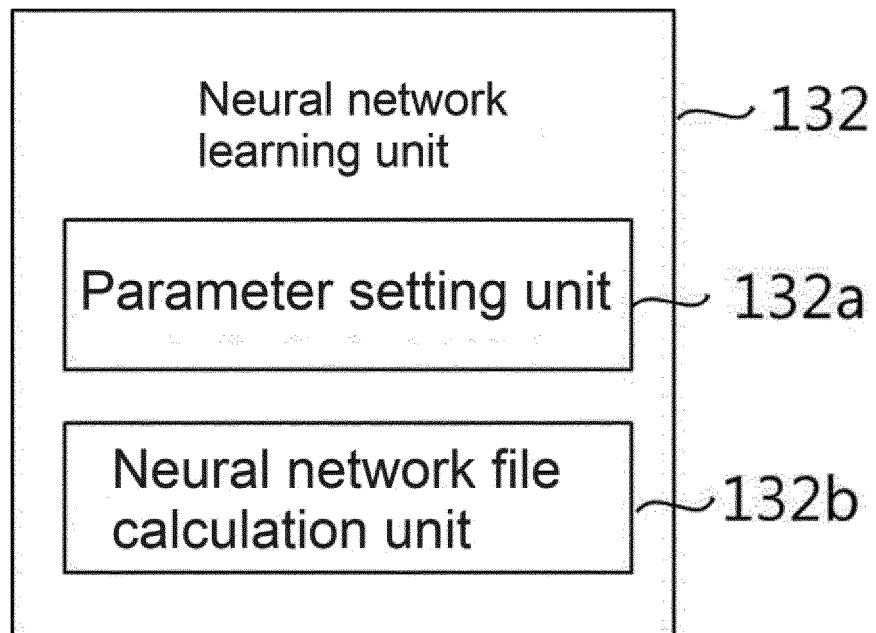 Neural network
learning unit
132
Parameter setting unit
132a
Neural network file
calculation unit
132b